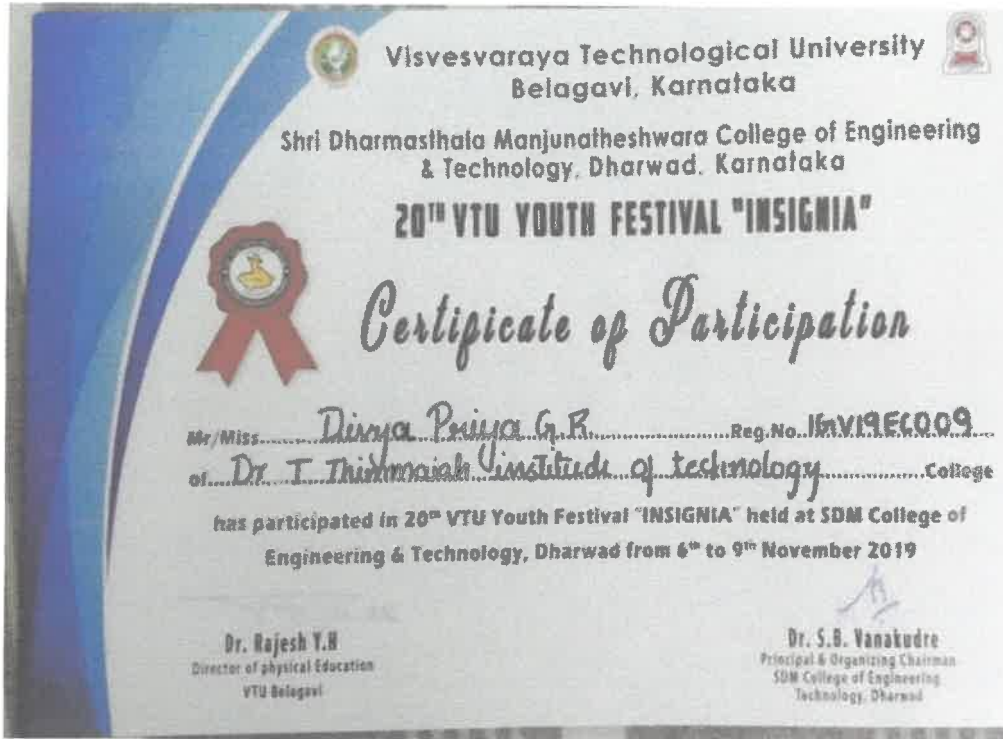 Visvesvaraya Technological University
Belagavi, Karnataka
Shri Dharmasthala Manjunatheshwara College of Engineering
& Technology, Dharwad, Karnataka
20TH VTU YOUTH FESTIVAL "INSIGNIA"
Certificate of Participation
Mr/Miss.......... Divya Priya G.R. ..........Reg.No.
of.... Dr. T. Thimmaiah institude of technology ..........College
has participated in 20th VTU Youth Festival "INSIGNIA" held at SDM College of
Engineering & Technology, Dharwad from 6th to 9th November 2019
Dr. Rajesh Y.H
Director of physical Education
VTU Belagavi
Dr. S.B. Vanakudre
Principal & Organizing Chairman
SDM College of Engineering
Technology, Dharwad